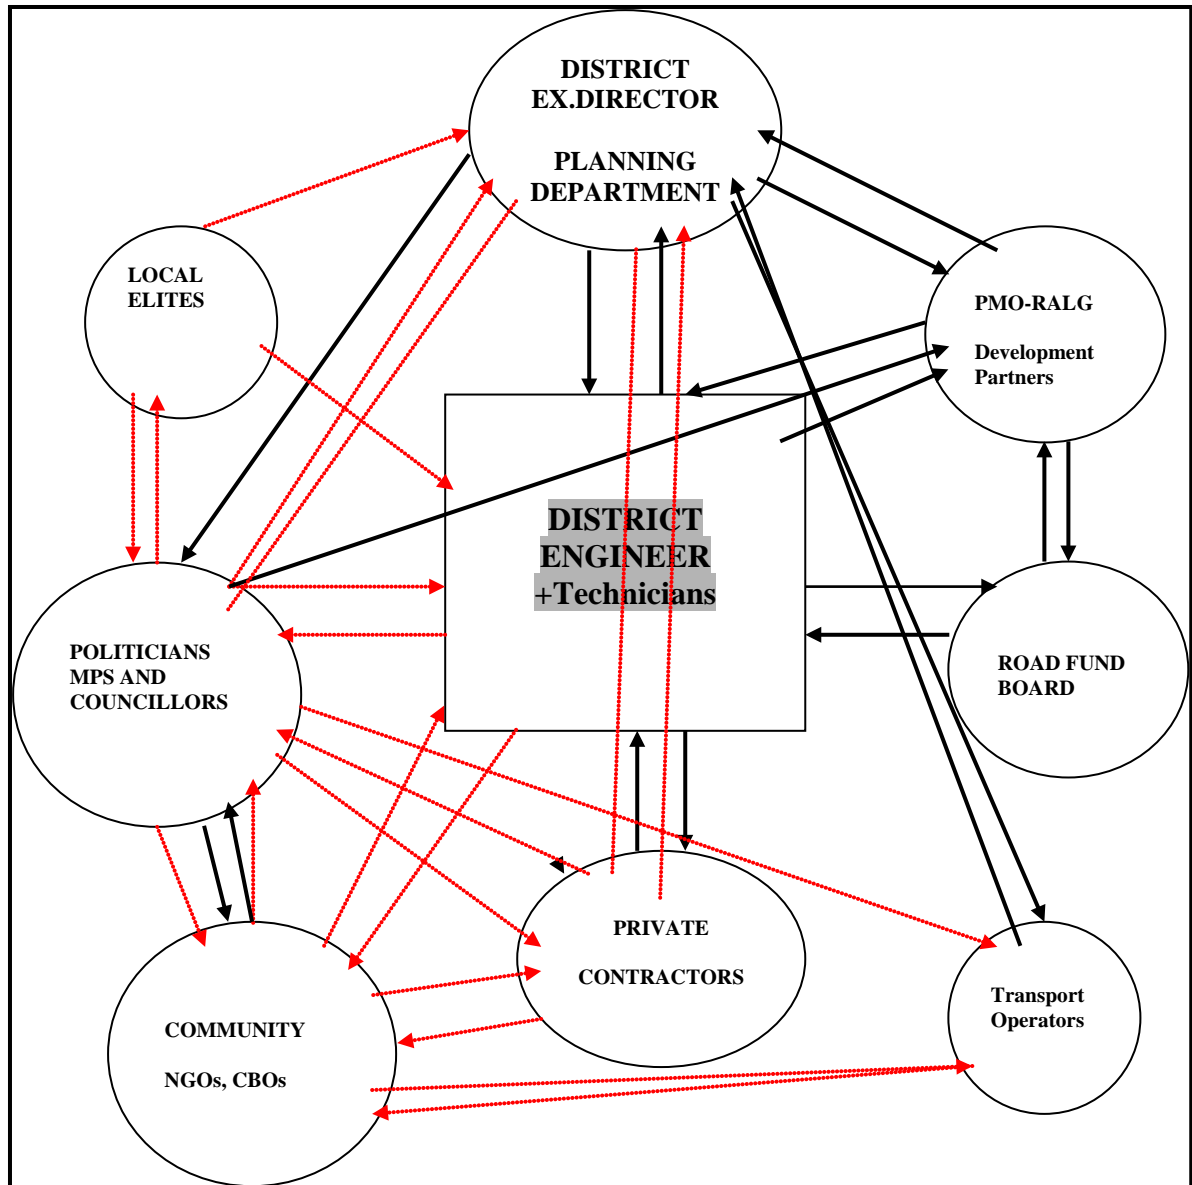 DISTRICT
EX.DIRECTOR
PLANNING
DEPARTMENT
LOCAL
ELITES
PMO-RALG
Development
Partners
DISTRICT
ENGINEER
+Technicians
POLITICIANS
MPS AND
COUNCILLORS
ROAD FUND
BOARD
PRIVATE
CONTRACTORS
Transport
Operators
COMMUNITY
NGOs, CBOs